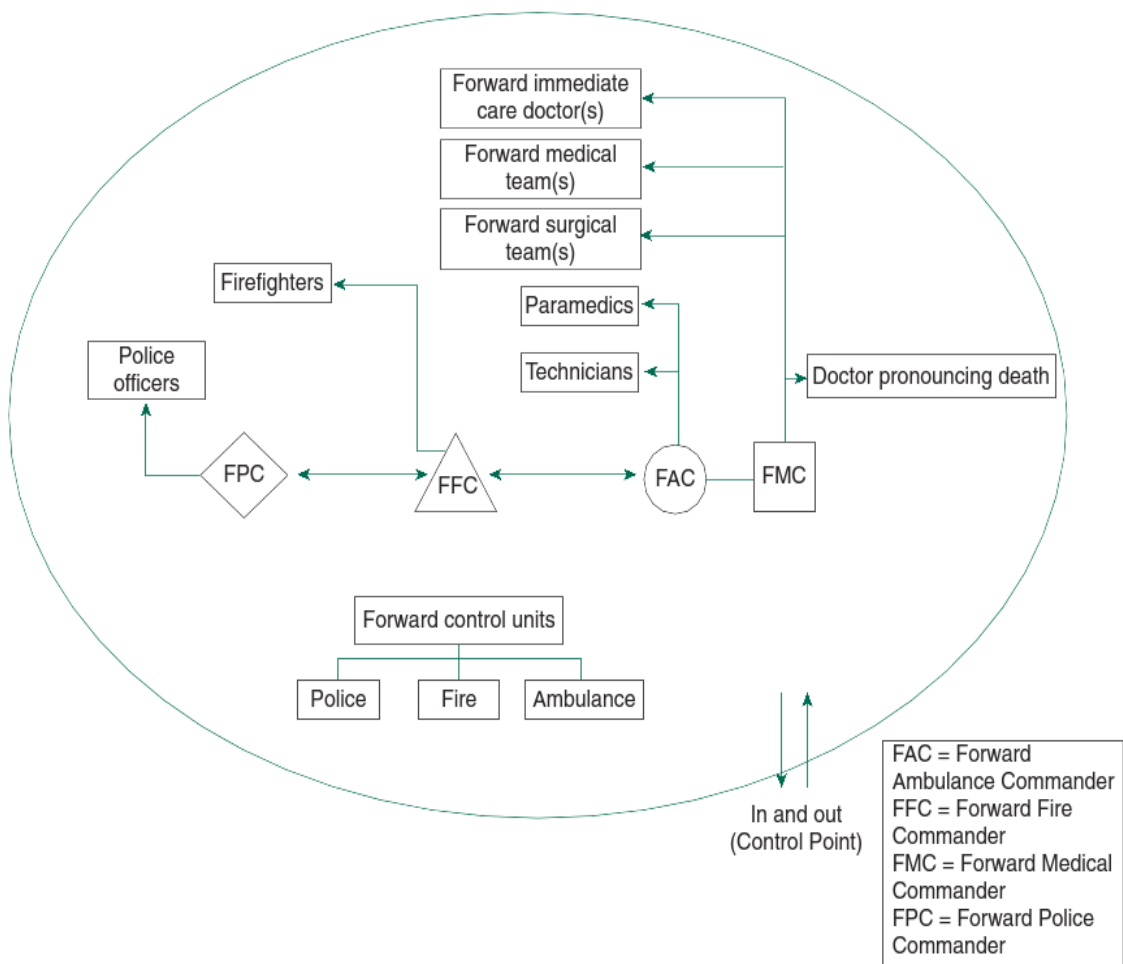 Forward immediate
care doctor(s)
Forward medical
team(s)
Forward surgical
team(s)
Firefighters
Paramedics
Police
officers
Technicians
Doctor pronouncing death
FPC
FFC
FAC
FMC
Forward control units
Police
Fire
Ambulance
In and out
(Control Point)
FAC = Forward
Ambulance Commander
FFC = Forward Fire
Commander
FMC = Forward Medical
Commander
FPC = Forward Police
Commander